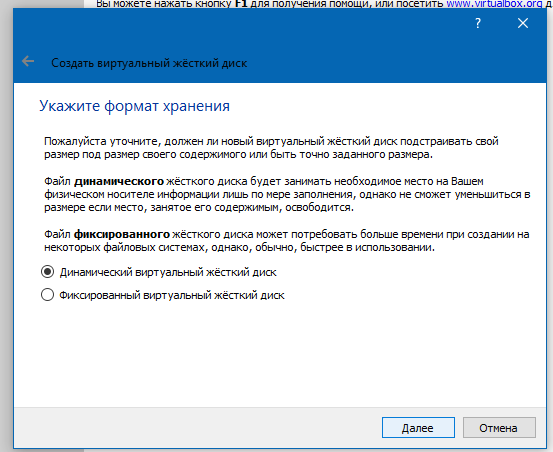 Вы можете нажать кнопку F1 для получения помощи, или посетить www.virtualbox.org д
?
Создать виртуальный жёсткий диск
Укажите формат хранения
Пожалуйста уточните, должен ли новый виртуальный жёсткий диск подстраивать свой
размер под размер своего содержимого или быть точно заданного размера.
Файл динамического жёсткого диска будет занимать необходимое место на Вашем
физическом носителе информации лишь по мере заполнения, однако не сможет уменьшиться в
размере если место, занятое его содержимым, освободится.
Файл фиксированного жёсткого диска может потребовать больше времени при создании на
некоторых файловых системах, однако, обычно, быстрее в использовании.
Динамический виртуальный жёсткий диск
Фиксированный виртуальный жёсткий диск
Далее
Отмена